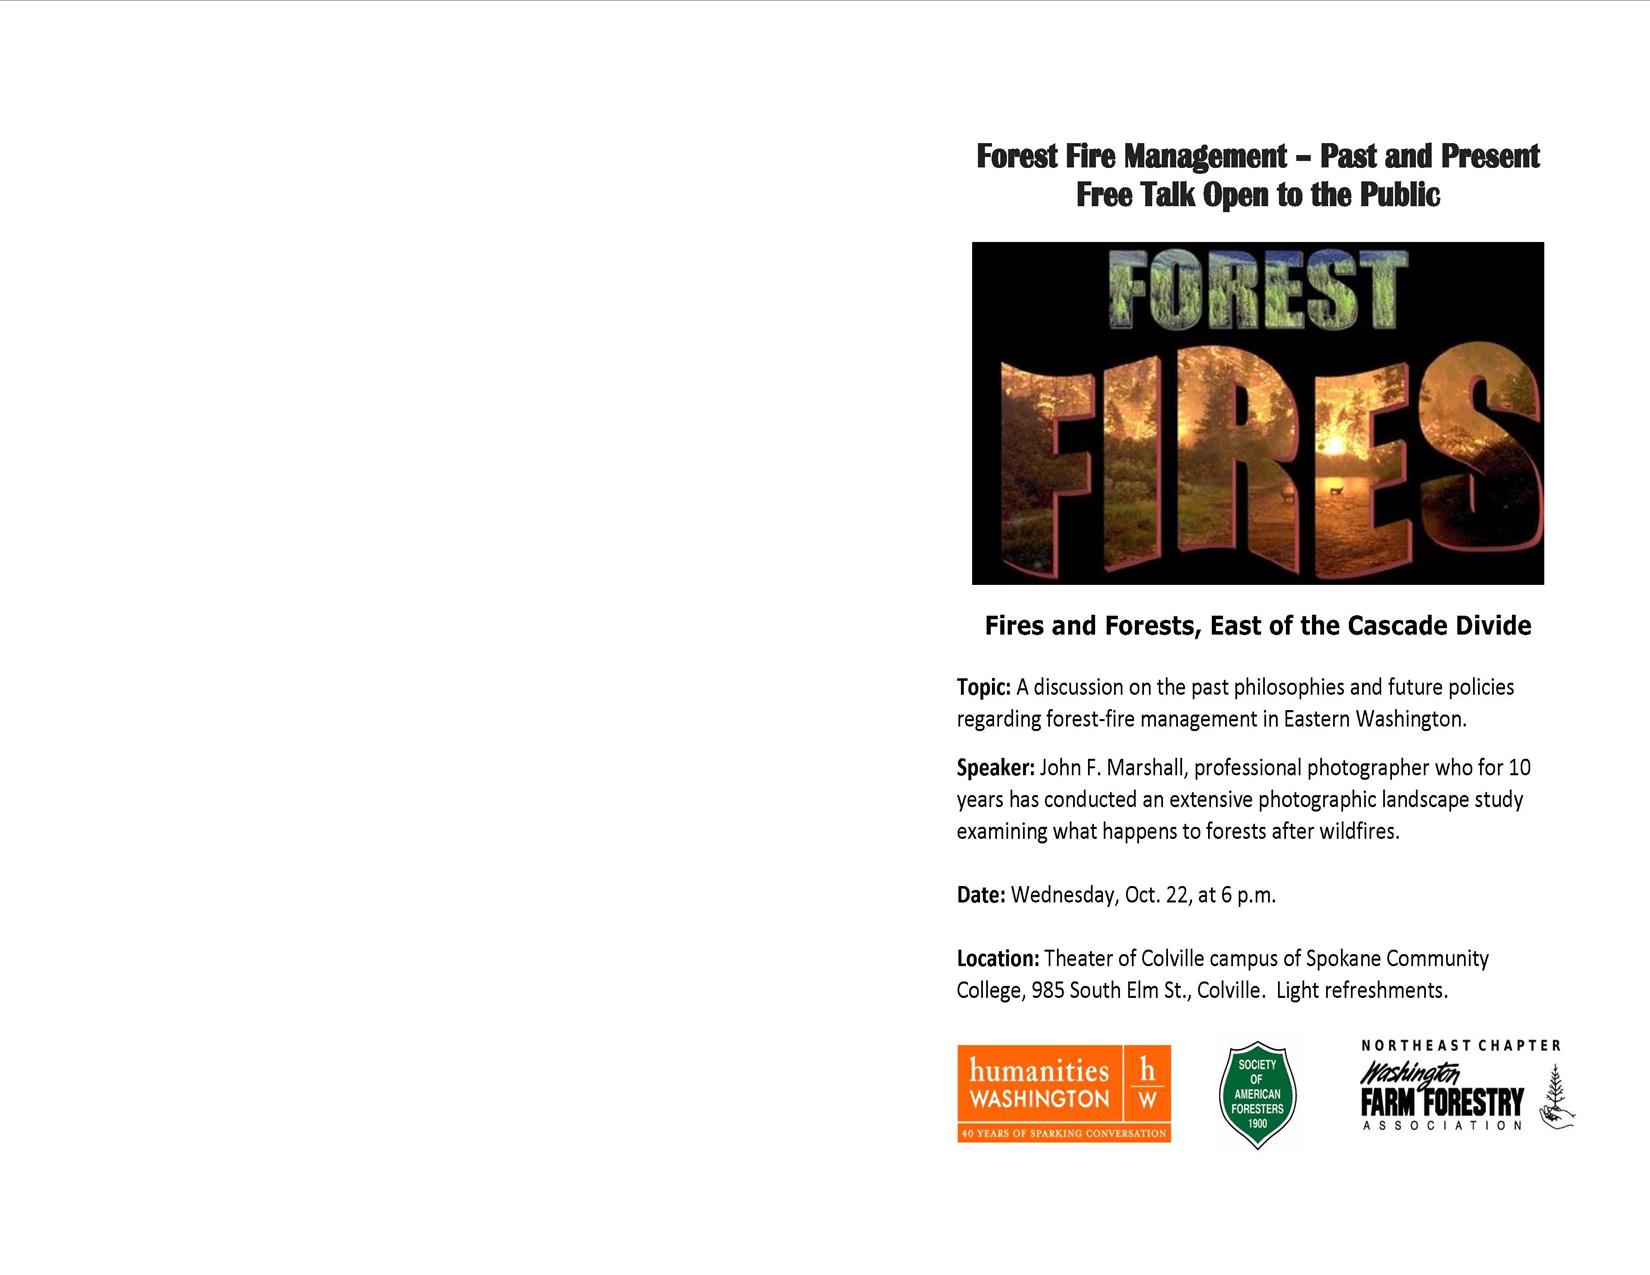 Forest Fire Management – Past and Present
Free Talk Open to the Public
FOREST
FIRES
Fires and Forests, East of the Cascade Divide
Topic: A discussion on the past philosophies and future policies
regarding forest-fire management in Eastern Washington.
Speaker: John F. Marshall, professional photographer who for 10
years has conducted an extensive photographic landscape study
examining what happens to forests after wildfires.
Date: Wednesday, Oct. 22, at 6 p.m.
Location: Theater of Colville campus of Spokane Community
College, 985 South Elm St., Colville.  Light refreshments.
humanities
WASHINGTON
h
W
40 YEARS OF SPARKING CONVERSATION
SOCIETY
OF
AMERICAN
FORESTERS
1900
NORTHEAST CHAPTER
Washington
FARM FORESTRY
ASSOCIATION